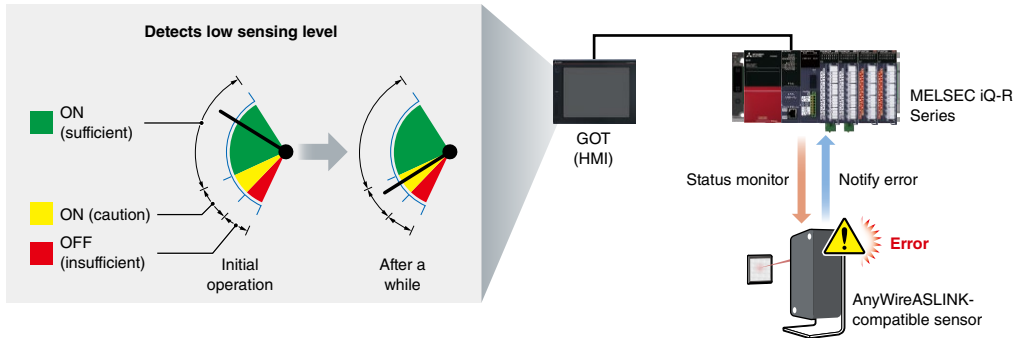 Detects low sensing level
ON
(sufficient)
ON (caution)
OFF
(insufficient)
Initial
operation
After a
while
GOT
(HMI)
MELSEC iQ-R
Series
Status monitor
Notify error
Error
AnyWireASLINK-
compatible sensor